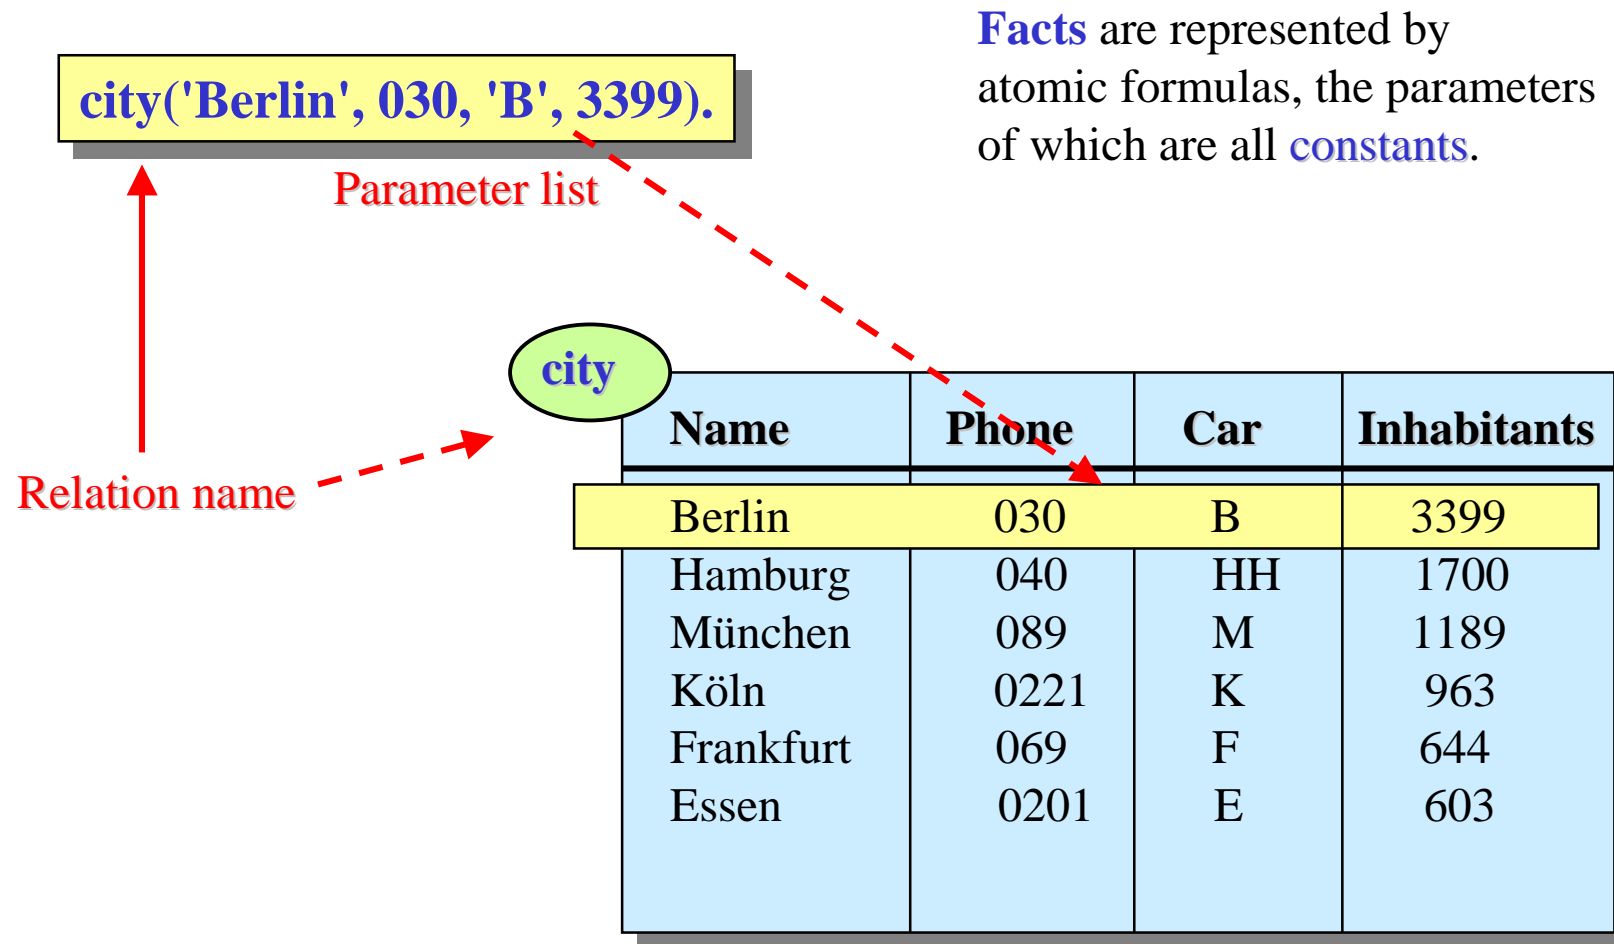 Facts are represented by
atomic formulas, the parameters
of which are all constants.
city('Berlin', 030, 'B', 3399).
Parameter list
Relation name
city
Name Phone Car Inhabitants
Berlin 030 B 3399
Hamburg 040 HH 1700
München 089 M 1189
Köln 0221 K 963
Frankfurt 069 F 644
Essen 0201 E 603